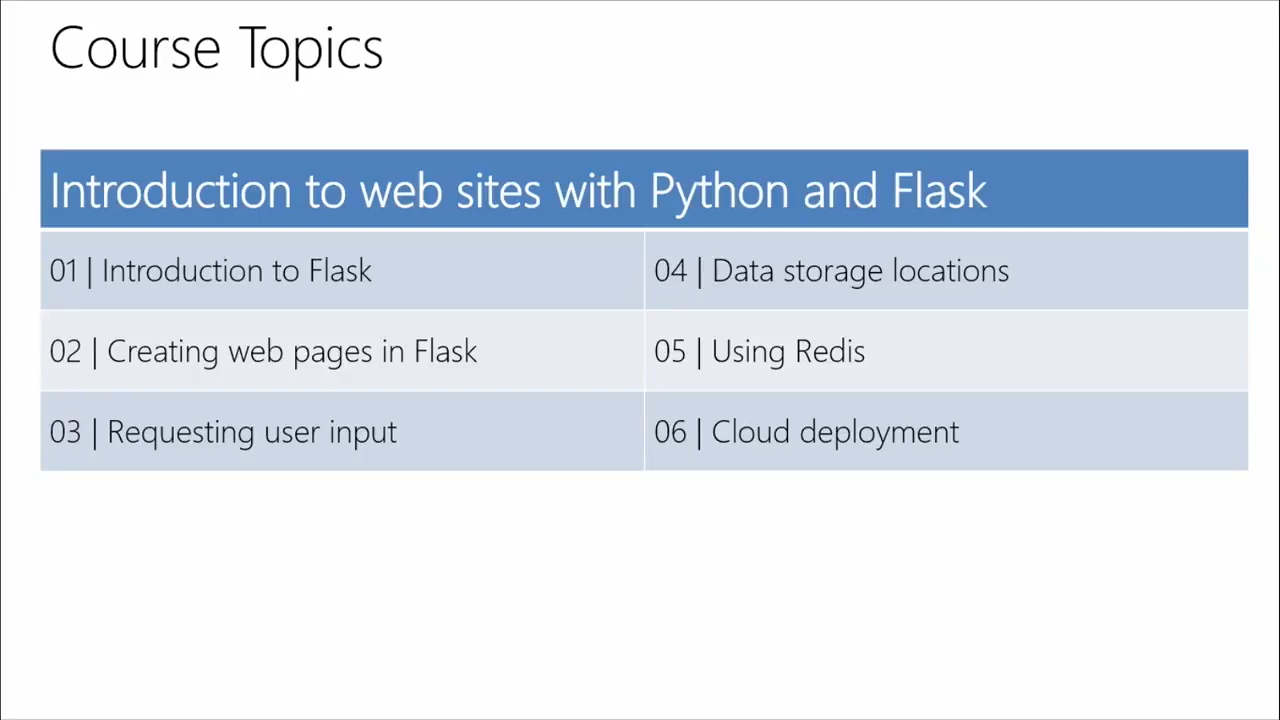 Course Topics
Introduction to web sites with Python and Flask
01 | Introduction to Flask
04 | Data storage locations
02 | Creating web pages in Flask
05 | Using Redis
03 | Requesting user input
06 | Cloud deployment